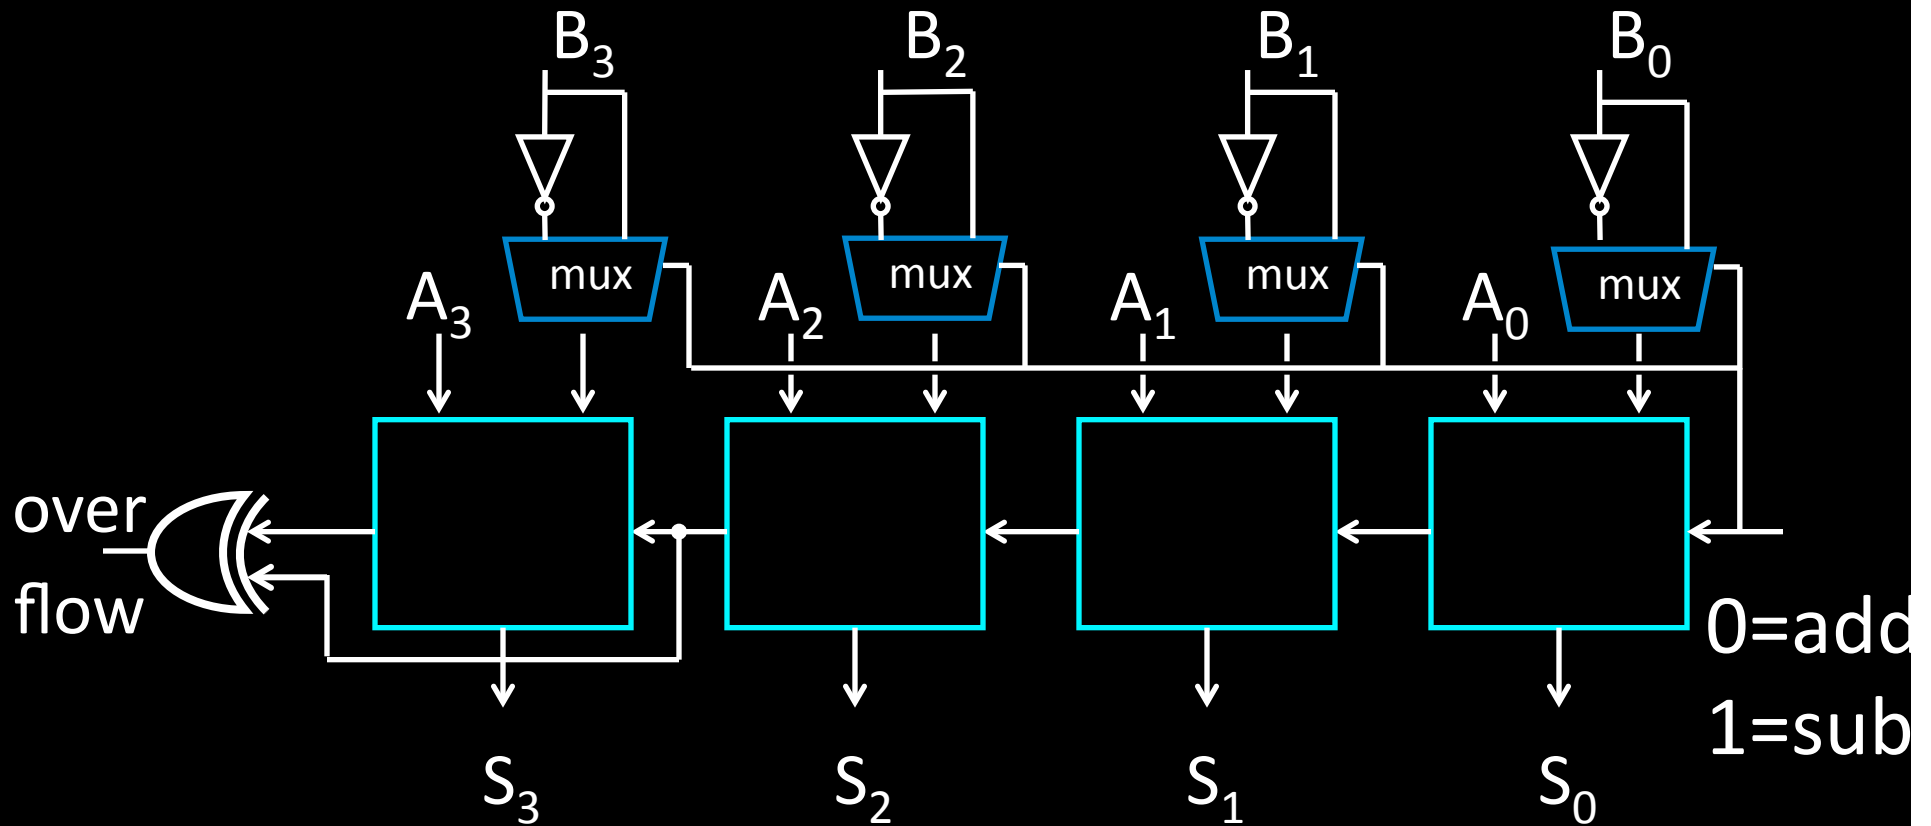 B₃ B₂ B₁ B₀
mux mux mux mux
A₃ A₂ A₁ A₀
over
flow
0=add
1=sub
S₃ S₂ S₁ S₀